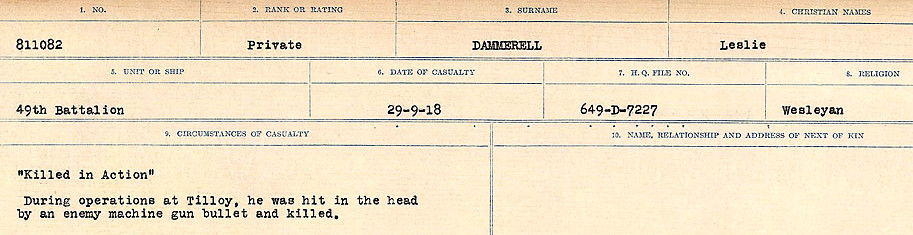 1. NO. 2. RANK OR RATING 3. SURNAME 4. CHRISTIAN NAMES
811082 Private DAMMERELL Leslie
5. UNIT OR SHIP 6. DATE OF CASUALTY 7. H. Q. FILE NO. 8. RELIGION
49th Battalion 29-9-18 649-D-7227 Wesleyan
9. CIRCUMSTANCES OF CASUALTY 10. NAME, RELATIONSHIP AND ADDRESS OF NEXT OF KIN
"Killed in Action"
During operations at Tilloy, he was hit in the head
by an enemy machine gun bullet and killed.